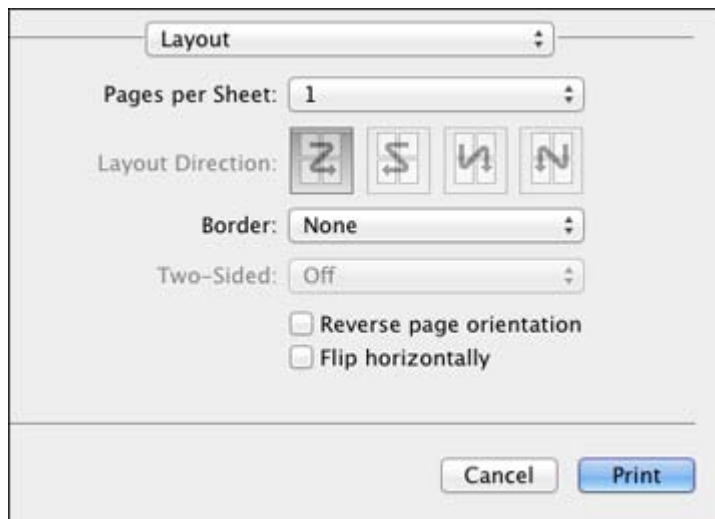 Layout
Pages per Sheet: 1
Layout Direction:
Border: None
Two-Sided: Off
Reverse page orientation
Flip horizontally
Cancel Print